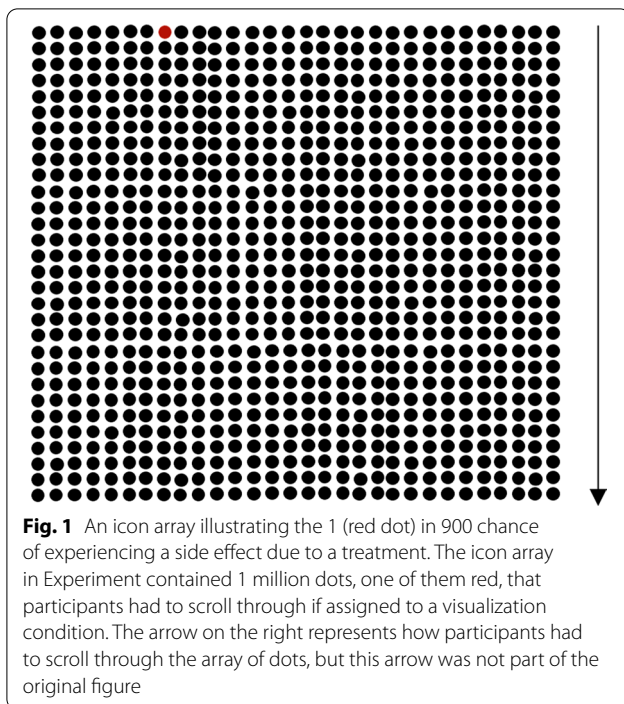 Fig. 1 An icon array illustrating the 1 (red dot) in 900 chance
of experiencing a side effect due to a treatment. The icon array
in Experiment contained 1 million dots, one of them red, that
participants had to scroll through if assigned to a visualization
condition. The arrow on the right represents how participants had
to scroll through the array of dots, but this arrow was not part of the
original figure